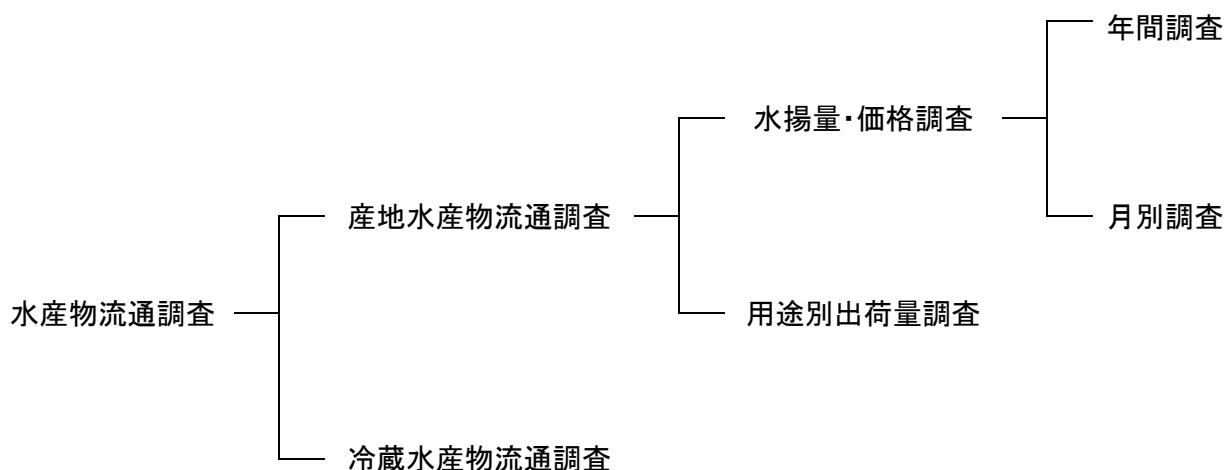 年間調査
水揚量・価格調査
産地水産物流通調査
月別調査
水産物流通調査
用途別出荷量調査
冷蔵水産物流通調査